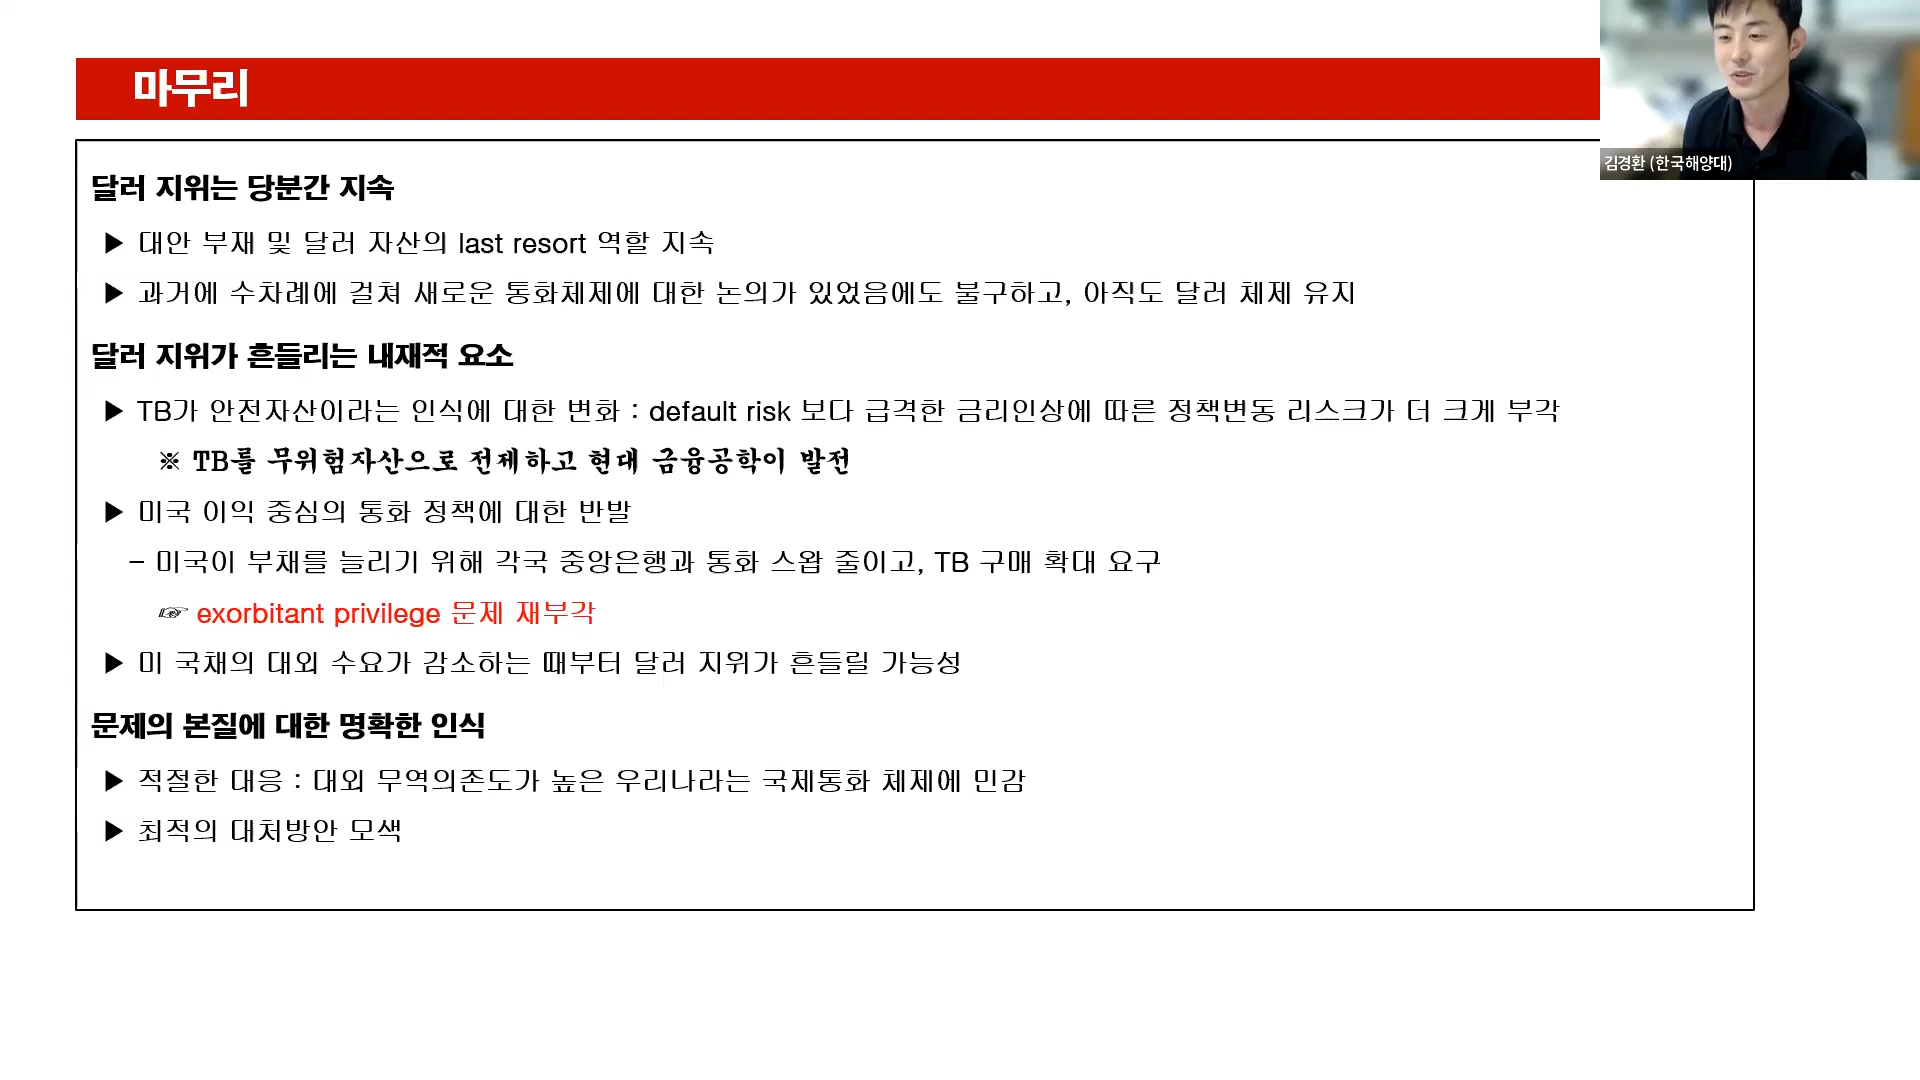 마무리
김경환 (한국해양대)
달러 지위는 당분간 지속
▶ 대안 부재 및 달러 자산의 last resort 역할 지속
▶ 과거에 수차례에 걸쳐 새로운 통화체제에 대한 논의가 있었음에도 불구하고, 아직도 달러 체제 유지
달러 지위가 흔들리는 내재적 요소
▶ TB가 안전자산이라는 인식에 대한 변화 : default risk 보다 급격한 금리인상에 따른 정책변동 리스크가 더 크게 부각
※ TB를 무위험자산으로 전제하고 현대 금융공학이 발전
▶ 미국 이익 중심의 통화 정책에 대한 반발
- 미국이 부채를 늘리기 위해 각국 중앙은행과 통화 스왑 줄이고, TB 구매 확대 요구
☞ exorbitant privilege 문제 재부각
▶ 미 국채의 대외 수요가 감소하는 때부터 달러 지위가 흔들릴 가능성
문제의 본질에 대한 명확한 인식
▶ 적절한 대응 : 대외 무역의존도가 높은 우리나라는 국제통화 체제에 민감
▶ 최적의 대처방안 모색